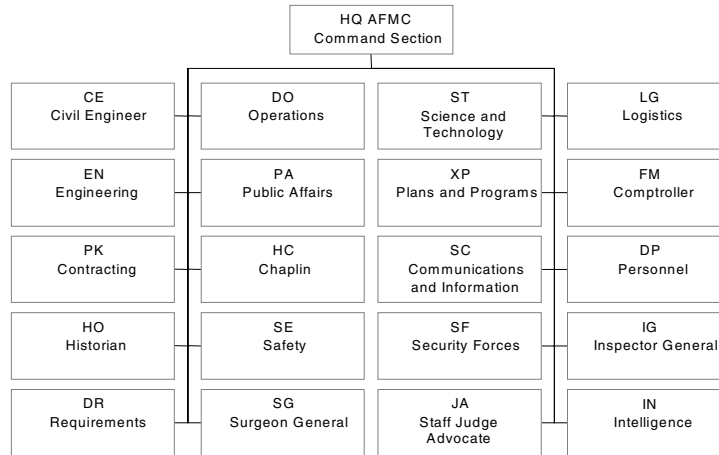 HQ AFMC
Command Section
CE
Civil Engineer
DO
Operations
ST
Science and
Technology
LG
Logistics
EN
Engineering
PA
Public Affairs
XP
Plans and Programs
FM
Comptroller
PK
Contracting
HC
Chaplin
SC
Communications
and Information
DP
Personnel
HO
Historian
SE
Safety
SF
Security Forces
IG
Inspector General
DR
Requirements
SG
Surgeon General
JA
Staff Judge
Advocate
IN
Intelligence